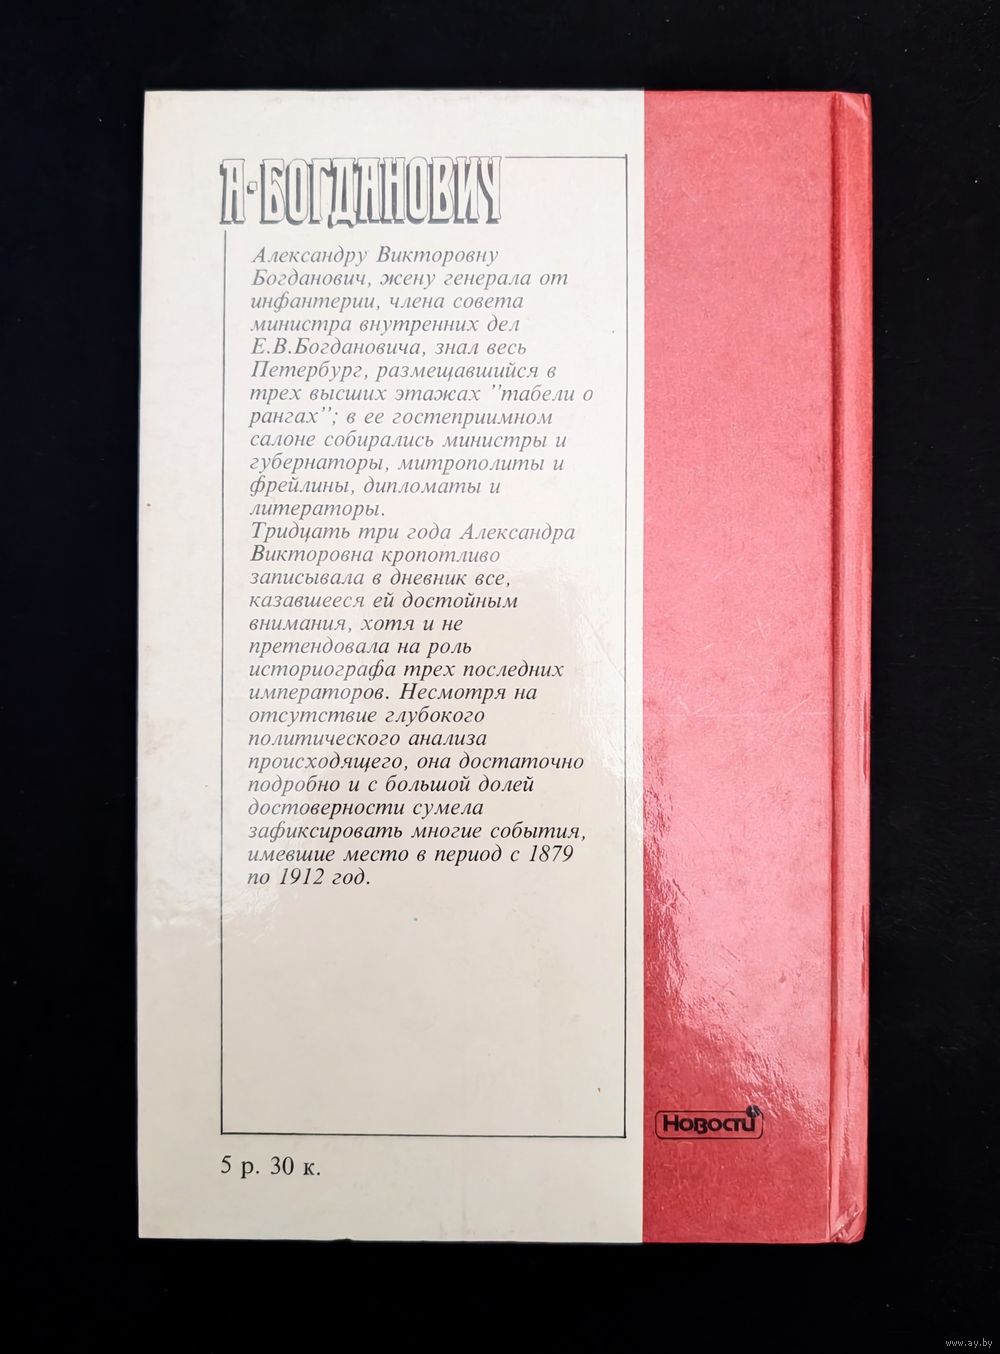 А·БОГДАНОВИЧ
Александру Викторовну
Богданович, жену генерала от
инфантерии, члена совета
министра внутренних дел
Е.В.Богдановича, знал весь
Петербург, размещавшийся в
трех высших этажах "табели о
рангах"; в ее гостеприимном
салоне собирались министры и
губернаторы, митрополиты и
фрейлины, дипломаты и
литераторы.
Тридцать три года Александра
Викторовна кропотливо
записывала в дневник все,
казавшееся ей достойным
внимания, хотя и не
претендовала на роль
историографа трех последних
императоров. Несмотря на
отсутствие глубокого
политического анализа
происходящего, она достаточно
подробно и с большой долей
достоверности сумела
зафиксировать многие события,
имевшие место в период с 1879
по 1912 год.
Новости
5 р. 30 к.
www.ay.by